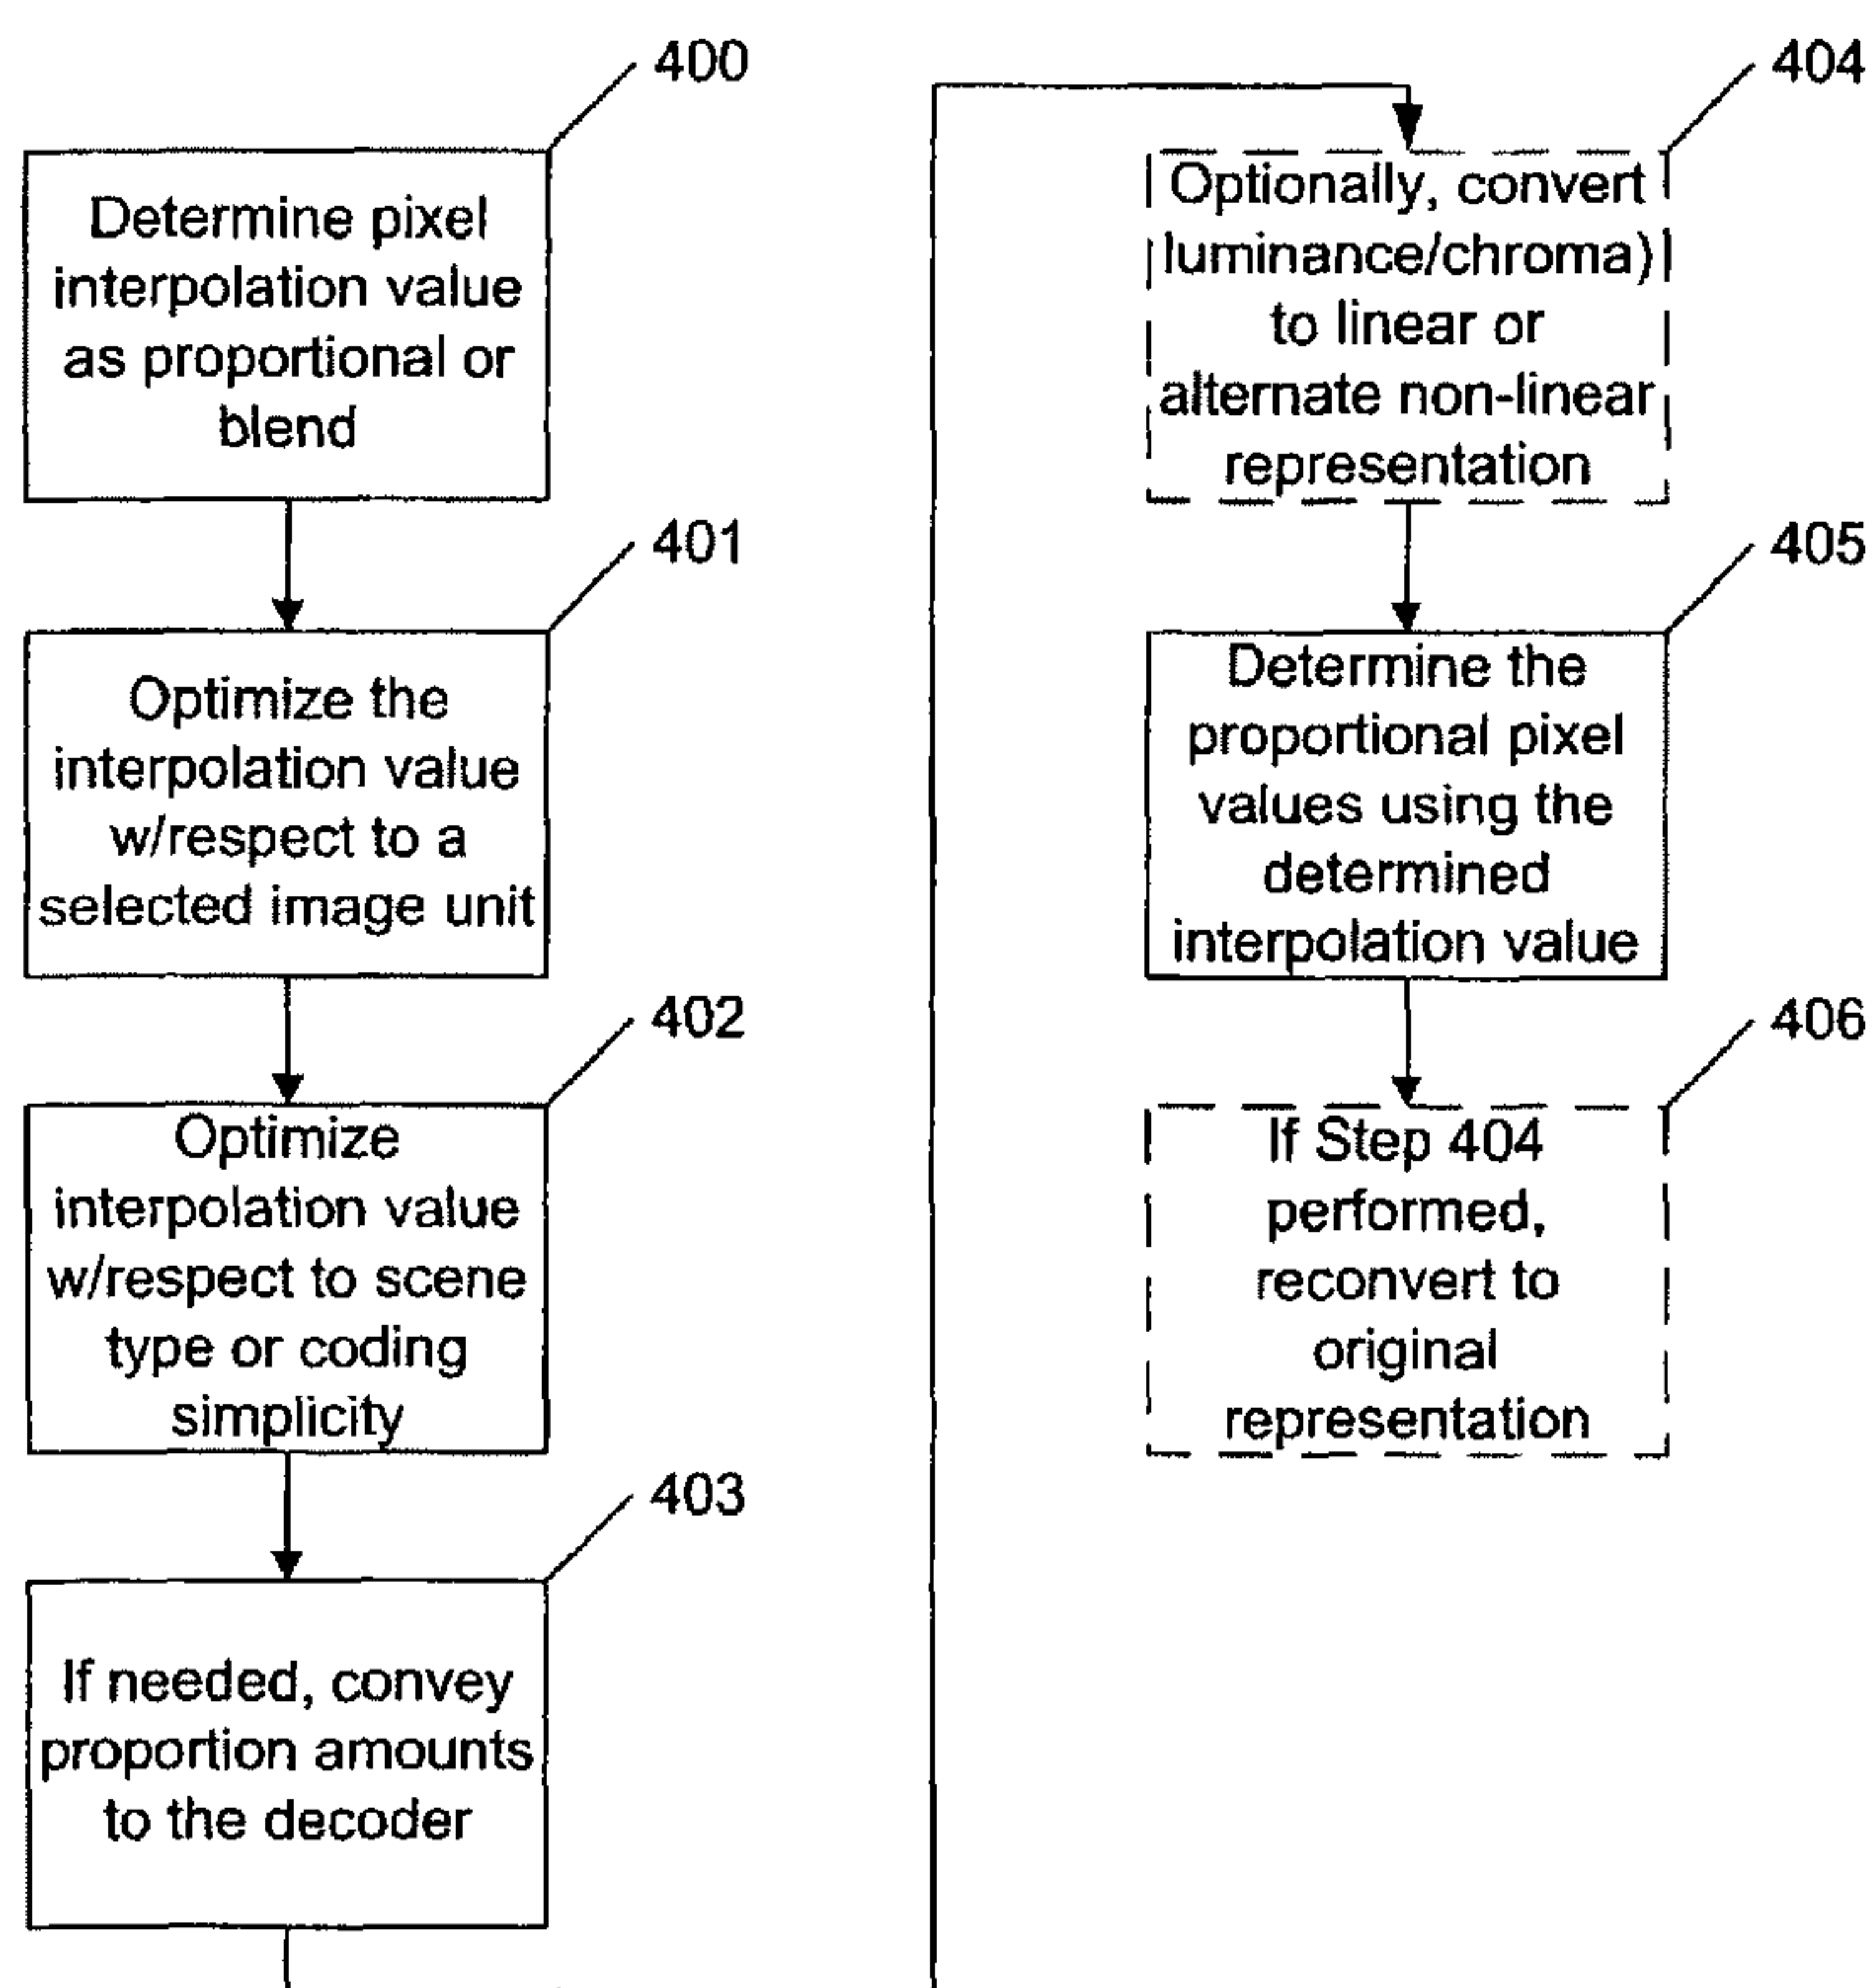 400
Determine pixel
interpolation value
as proportional or
blend
401
Optimize the
interpolation value
w/respect to a
selected image unit
402
Optimize
interpolation value
w/respect to scene
type or coding
simplicity
403
If needed, convey
proportion amounts
to the decoder
404
Optionally, convert
luminance/chroma)
to linear or
alternate non-linear
representation
405
Determine the
proportional pixel
values using the
determined
interpolation value
406
If Step 404
performed,
reconvert to
original
representation